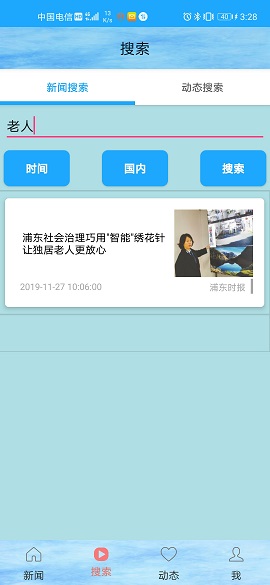 中国电信 HD 4G 13 K/s 40 3:28
搜索
新闻搜索 动态搜索
老人
时间 国内 搜索
浦东社会治理巧用"智能"绣花针
让独居老人更放心
2019-11-27 10:06:00 浦东时报
新闻 搜索 动态 我